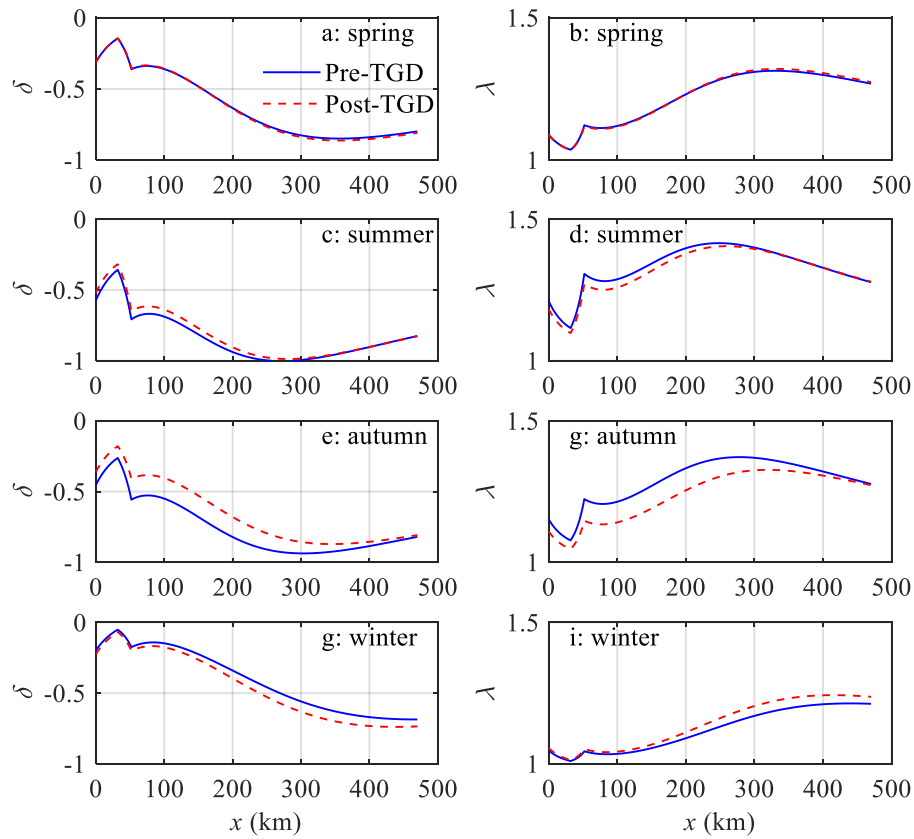 0
a: spring
Pre-TGD
Post-TGD
-0.5
δ
-1
0 100 200 300 400 500
1.5
b: spring
λ
1
0 100 200 300 400 500
0
c: summer
-0.5
δ
-1
0 100 200 300 400 500
1.5
d: summer
λ
1
0 100 200 300 400 500
0
e: autumn
-0.5
δ
-1
0 100 200 300 400 500
1.5
g: autumn
λ
1
0 100 200 300 400 500
0
g: winter
-0.5
δ
-1
0 100 200 300 400 500
x (km)
1.5
i: winter
λ
1
0 100 200 300 400 500
x (km)